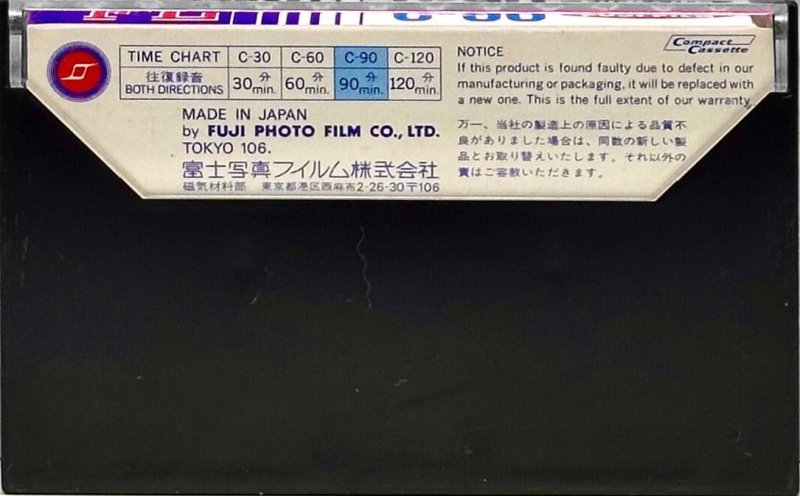 Compact
Cassette
TIME CHART C-30 C-60 C-90 C-120
往復録音
BOTH DIRECTIONS 30分min. 60分min. 90分min. 120分min.
MADE IN JAPAN
by FUJI PHOTO FILM CO., LTD.
TOKYO 106.
富士写真フイルム株式会社
磁気材料部 東京都港区西麻布2-26-30〒106
NOTICE
If this product is found faulty due to defect in our
manufacturing or packaging, it will be replaced with
a new one. This is the full extent of our warranty.
万一、当社の製造上の原因による品質不
良がありました場合は、同数の新しい製
品とお取り替えいたします。それ以外の
責はご容赦いただきます。